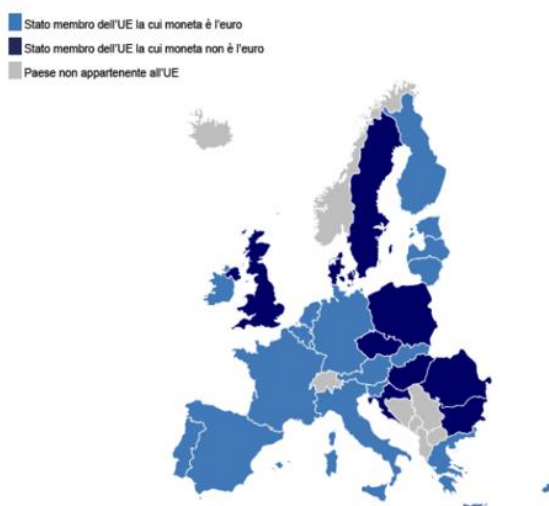 Stato membro dell'UE la cui moneta è l'euro
Stato membro dell'UE la cui moneta non è l'euro
Paese non appartenente all'UE